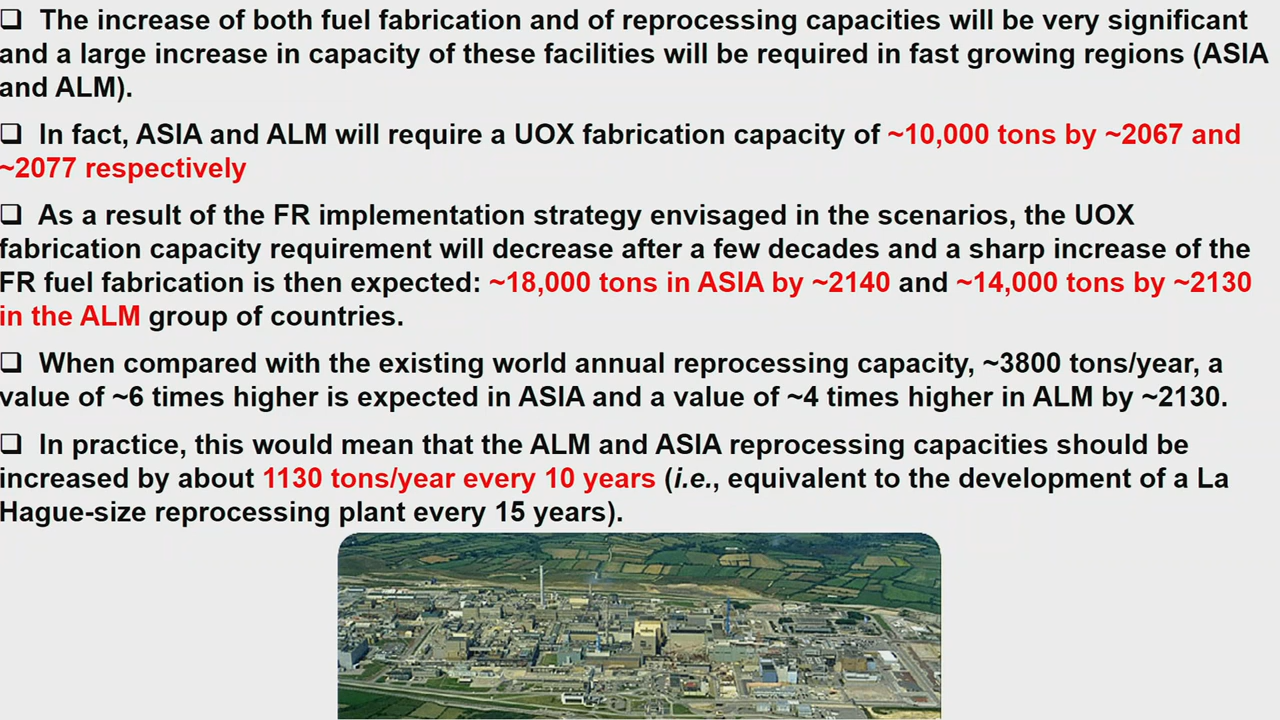 ❑ The increase of both fuel fabrication and of reprocessing capacities will be very significant
and a large increase in capacity of these facilities will be required in fast growing regions (ASIA
and ALM).
❑ In fact, ASIA and ALM will require a UOX fabrication capacity of ~10,000 tons by ~2067 and
~2077 respectively
❑ As a result of the FR implementation strategy envisaged in the scenarios, the UOX
fabrication capacity requirement will decrease after a few decades and a sharp increase of the
FR fuel fabrication is then expected: ~18,000 tons in ASIA by ~2140 and ~14,000 tons by ~2130
in the ALM group of countries.
❑ When compared with the existing world annual reprocessing capacity, ~3800 tons/year, a
value of ~6 times higher is expected in ASIA and a value of ~4 times higher in ALM by ~2130.
❑ In practice, this would mean that the ALM and ASIA reprocessing capacities should be
increased by about 1130 tons/year every 10 years (i.e., equivalent to the development of a La
Hague-size reprocessing plant every 15 years).